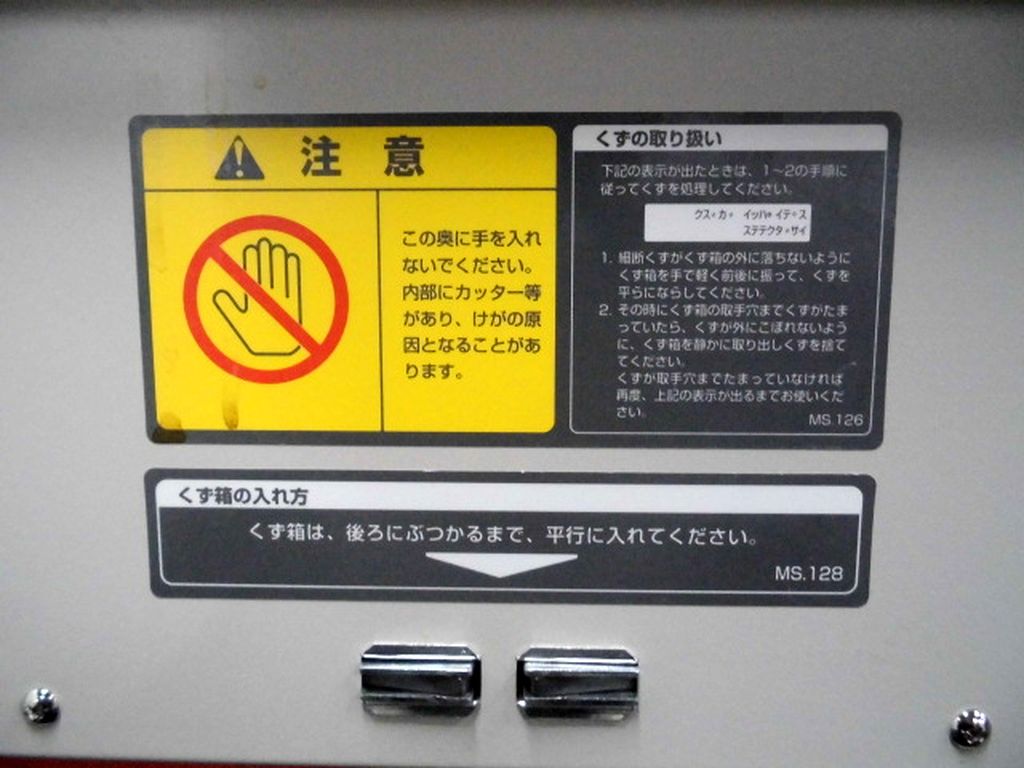 注 意
この奥に手を入れ
ないでください。
内部にカッター等
があり、けがの原
因となることがあ
ります。
くずの取り扱い
下記の表示が出たときは、1～2の手順に
従ってくずを処理してください。
クス゛カ゛ イッハ゜イテ゛ス
ステテクタ゛サイ
1. 細断くずがくず箱の外に落ちないように
くず箱を手で軽く前後に振って、くずを
平らにならしてください。
2. その時にくず箱の取手穴までくずがたま
っていたら、くずが外にこぼれないよう
に、くず箱を静かに取り出しくずを捨て
てください。
くずが取手穴までたまっていなければ
再度、上記の表示が出るまでお使いくだ
さい。
MS.126
くず箱の入れ方
くず箱は、後ろにぶつかるまで、平行に入れてください。
MS.128